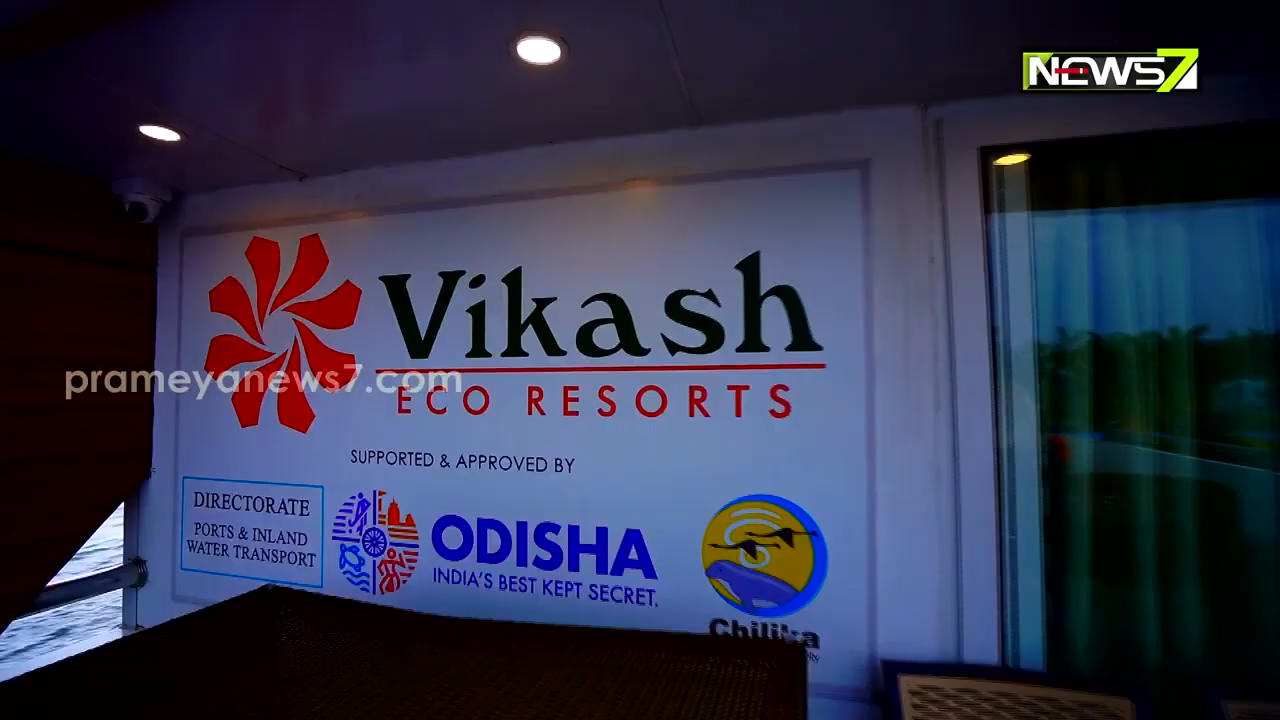 NEWS7
Vikash
prameyanews7.com
ECO RESORTS
SUPPORTED & APPROVED BY
DIRECTORATE
PORTS & INLAND
WATER TRANSPORT
ODISHA
INDIA'S BEST KEPT SECRET.
Chilika